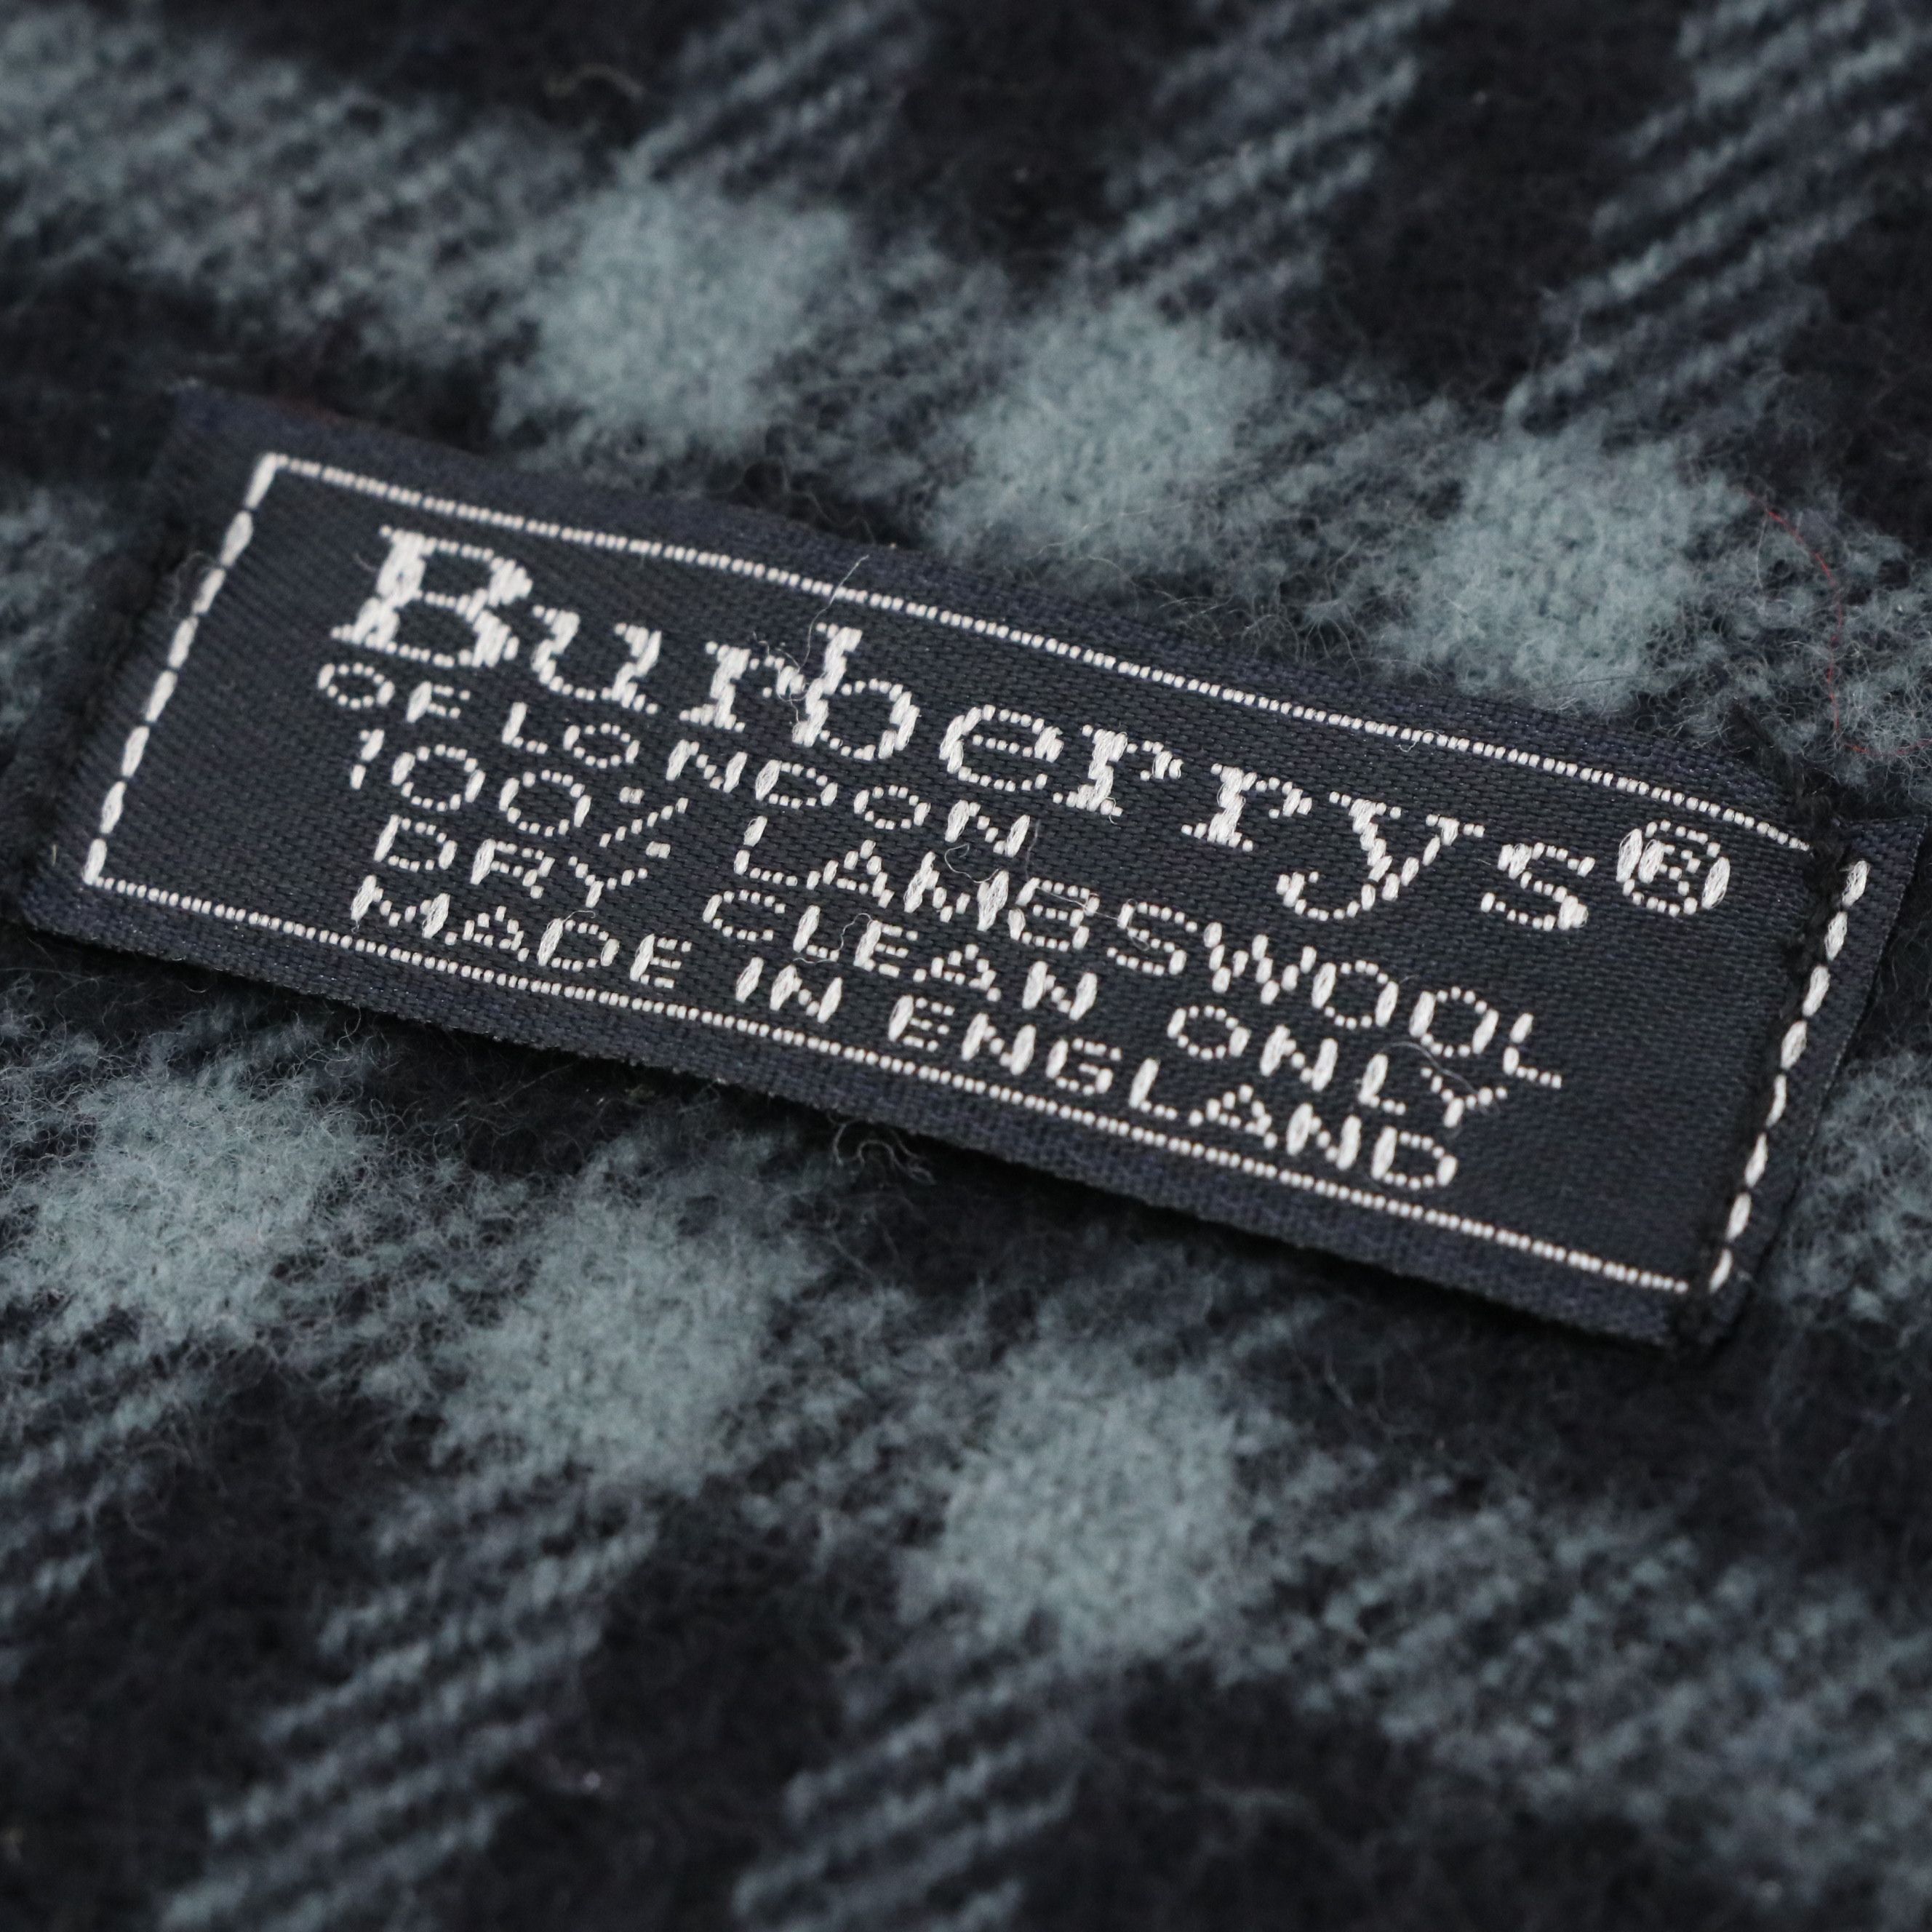 Burberrys®
OF LONDON
100% LAMBSWOOL
DRY CLEAN ONLY
MADE IN ENGLAND